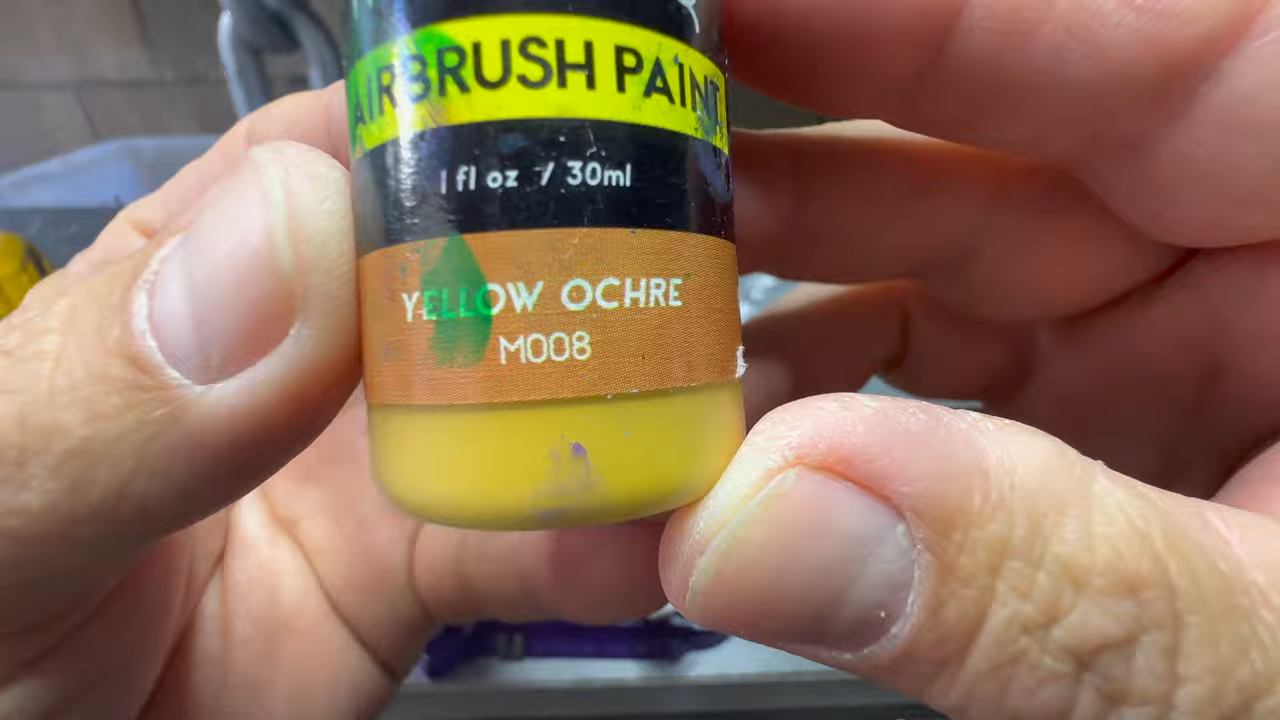 AIRBRUSH PAINT
1 fl oz / 30ml
YELLOW OCHRE
M008